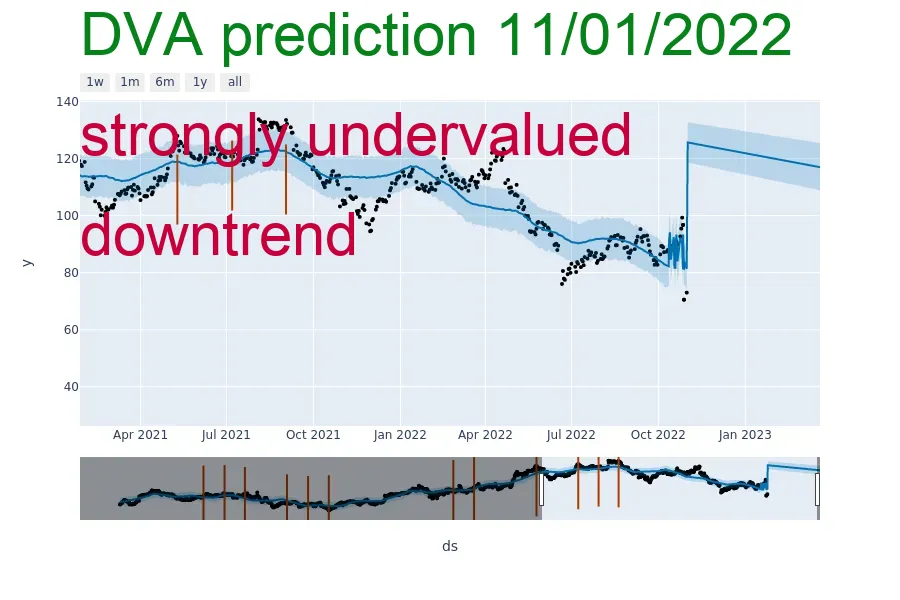 DVA prediction 11/01/2022
1w 1m 6m 1y all
140
strongly undervalued
120
100
downtrend
y
80
60
40
Apr 2021 Jul 2021 Oct 2021 Jan 2022 Apr 2022 Jul 2022 Oct 2022 Jan 2023
ds